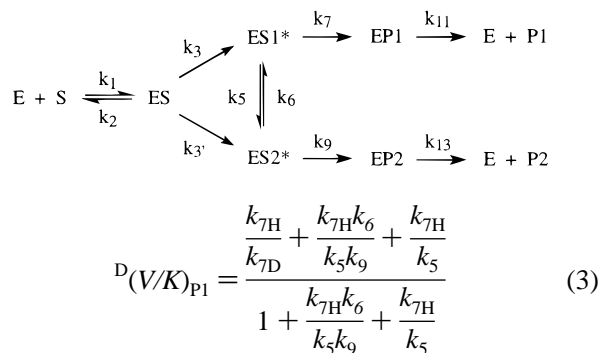 ES1* k₇ EP1 k₁₁ E + P1
k₃
E + S k₁ k₂ ES k₅ k₆
k₃'
ES2* k₉ EP2 k₁₃ E + P2
ᴰ(V/K)P1 = (k7H/k7D + k7Hk6/k5k9 + k7H/k5) / (1 + k7Hk6/k5k9 + k7H/k5) (3)